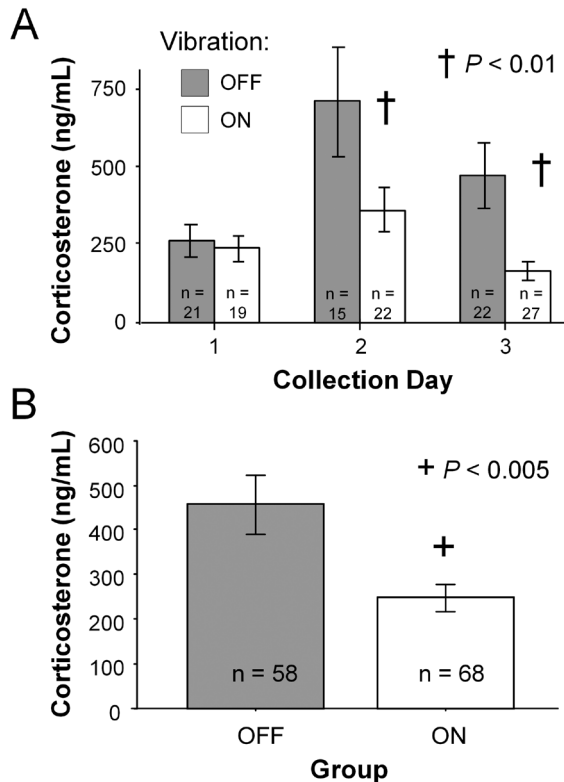 A
Vibration:
OFF
ON
† P < 0.01
Corticosterone (ng/mL)
750
500
250
0
†
†
n =
21
n =
19
n =
15
n =
22
n =
22
n =
27
1
2
3
Collection Day
B
Corticosterone (ng/mL)
600
500
400
300
200
100
0
+ P < 0.005
+
n = 58
n = 68
OFF
ON
Group